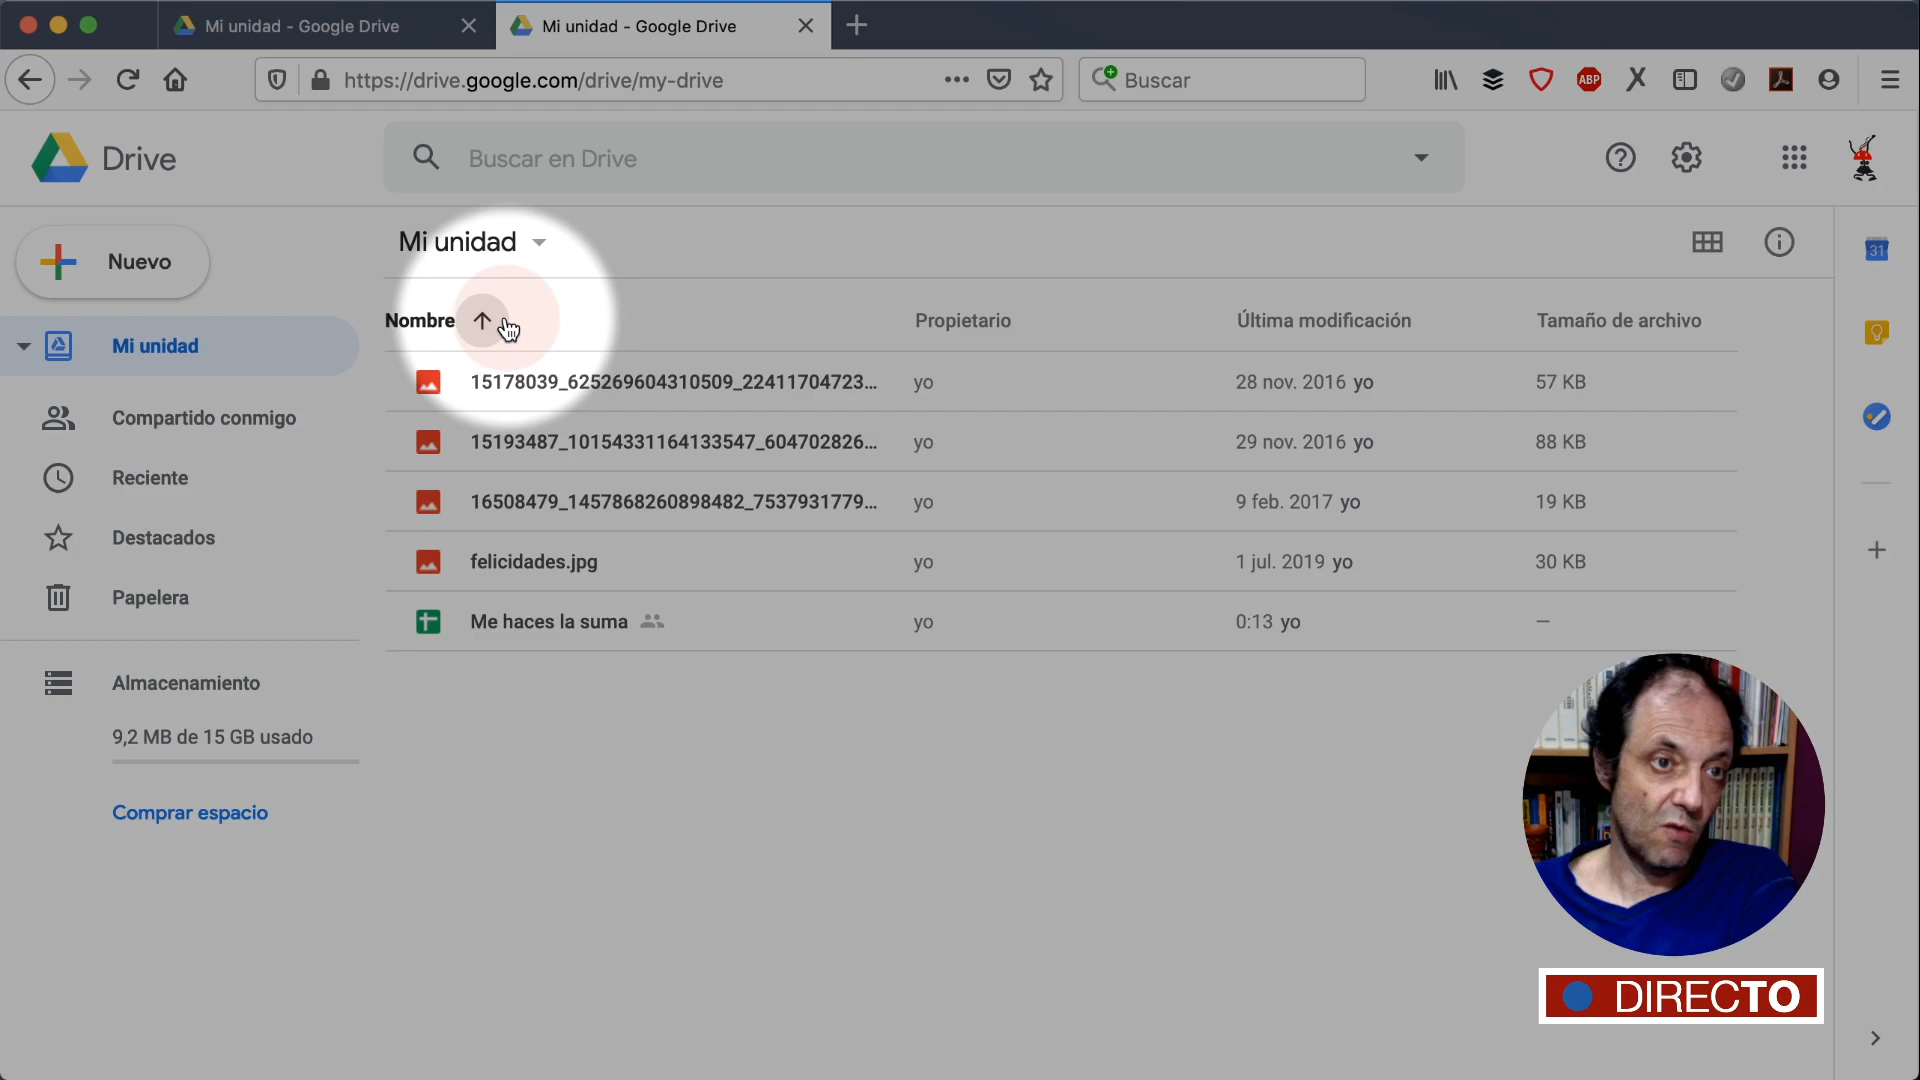 Mi unidad - Google Drive
Mi unidad - Google Drive
https://drive.google.com/drive/my-drive
Buscar
ABP
Drive
Buscar en Drive
Nuevo
Mi unidad
31
Nombre
Propietario
Última modificación
Tamaño de archivo
Mi unidad
15178039_625269604310509_22411704723...
yo
28 nov. 2016 yo
57 KB
Compartido conmigo
15193487_10154331164133547_604702826...
yo
29 nov. 2016 yo
88 KB
Reciente
16508479_1457868260898482_7537931779...
yo
9 feb. 2017 yo
19 KB
Destacados
felicidades.jpg
yo
1 jul. 2019 yo
30 KB
Papelera
Me haces la suma
yo
0:13 yo
—
Almacenamiento
9,2 MB de 15 GB usado
Comprar espacio
DIRECTO